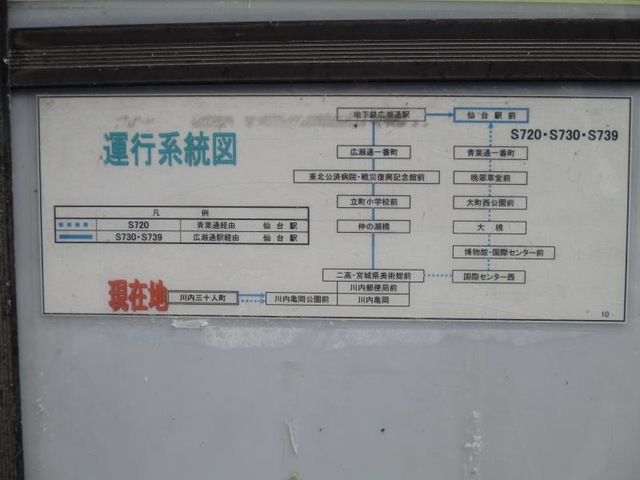 運行系統図
凡 例
S720 青葉通経由 仙台駅
S730・S739 広瀬通駅経由 仙台駅
現在地
川内三十人町
川内亀岡公園前
川内亀岡
川内郵便局前
二高・宮城県美術館前
仲の瀬橋
立町小学校前
東北公済病院・戦災復興記念館前
広瀬通一番町
地下鉄広瀬通駅
仙台駅前
S720・S730・S739
青葉通一番町
晩翠草堂前
大町西公園前
大橋
博物館・国際センター前
国際センター西
10